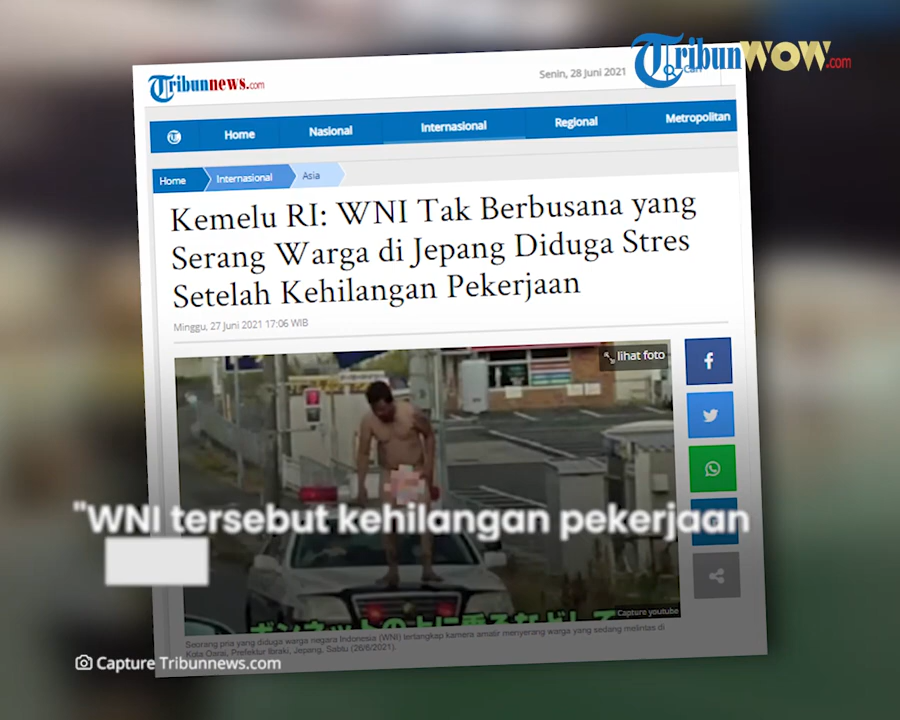 TribunWOW.com
Tribunnews.com
Senin, 28 Juni 2021
Cari
Home Nasional Internasional Regional Metropolitan
Home Internasional Asia
Kemelu RI: WNI Tak Berbusana yang
Serang Warga di Jepang Diduga Stres
Setelah Kehilangan Pekerjaan
Minggu, 27 Juni 2021 17:06 WIB
lihat foto
"WNI tersebut kehilangan pekerjaan
Capture youtube
Seorang pria yang diduga warga negara Indonesia (WNI) tertangkap kamera amatir menyerang warga yang sedang melintas di
Kota Oarai, Prefektur Ibraki, Jepang, Sabtu (26/6/2021).
Capture Tribunnews.com